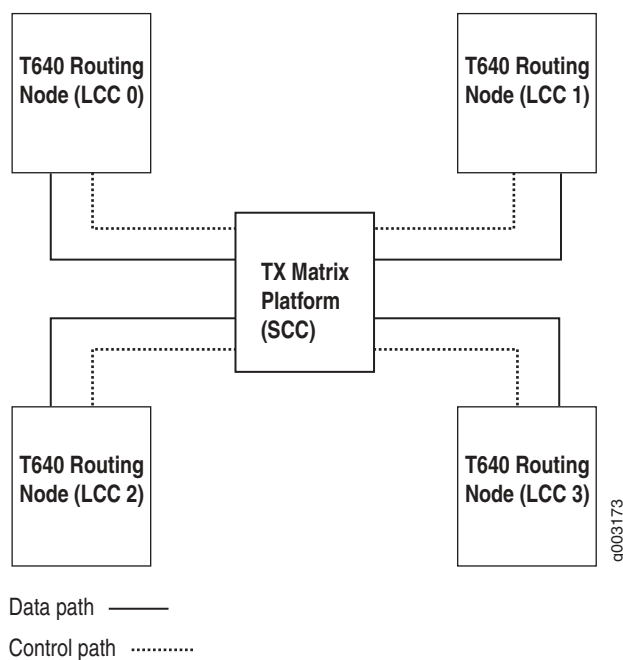 T640 Routing
Node (LCC 0)
T640 Routing
Node (LCC 1)
TX Matrix
Platform
(SCC)
T640 Routing
Node (LCC 2)
T640 Routing
Node (LCC 3)
g003173
Data path
Control path